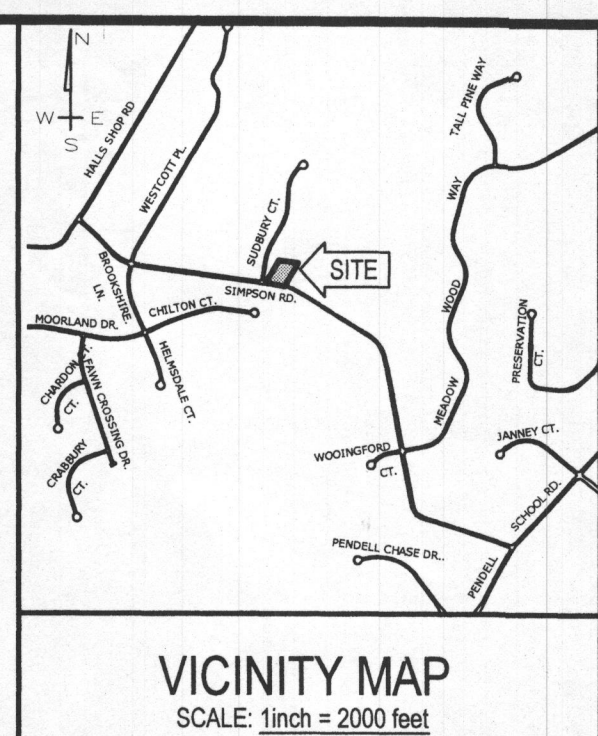 N
W E
S
HALLS SHOP RD
WESTCOTT PL.
TALL PINE WAY
SUDBURY CT.
WAY
SITE
BROOKSHIRE
LN.
SIMPSON RD.
CHILTON CT.
MOORLAND DR.
WOOD
PRESERVATION
CT.
HELMSDALE CT.
CHARDON CT.
CT.
FAWN CROSSING DR.
MEADOW
CRABBURY
CT.
WOOINGFORD
CT.
JANNEY CT.
SCHOOL RD.
PENDELL CHASE DR..
PENDELL
VICINITY MAP
SCALE: 1inch = 2000 feet